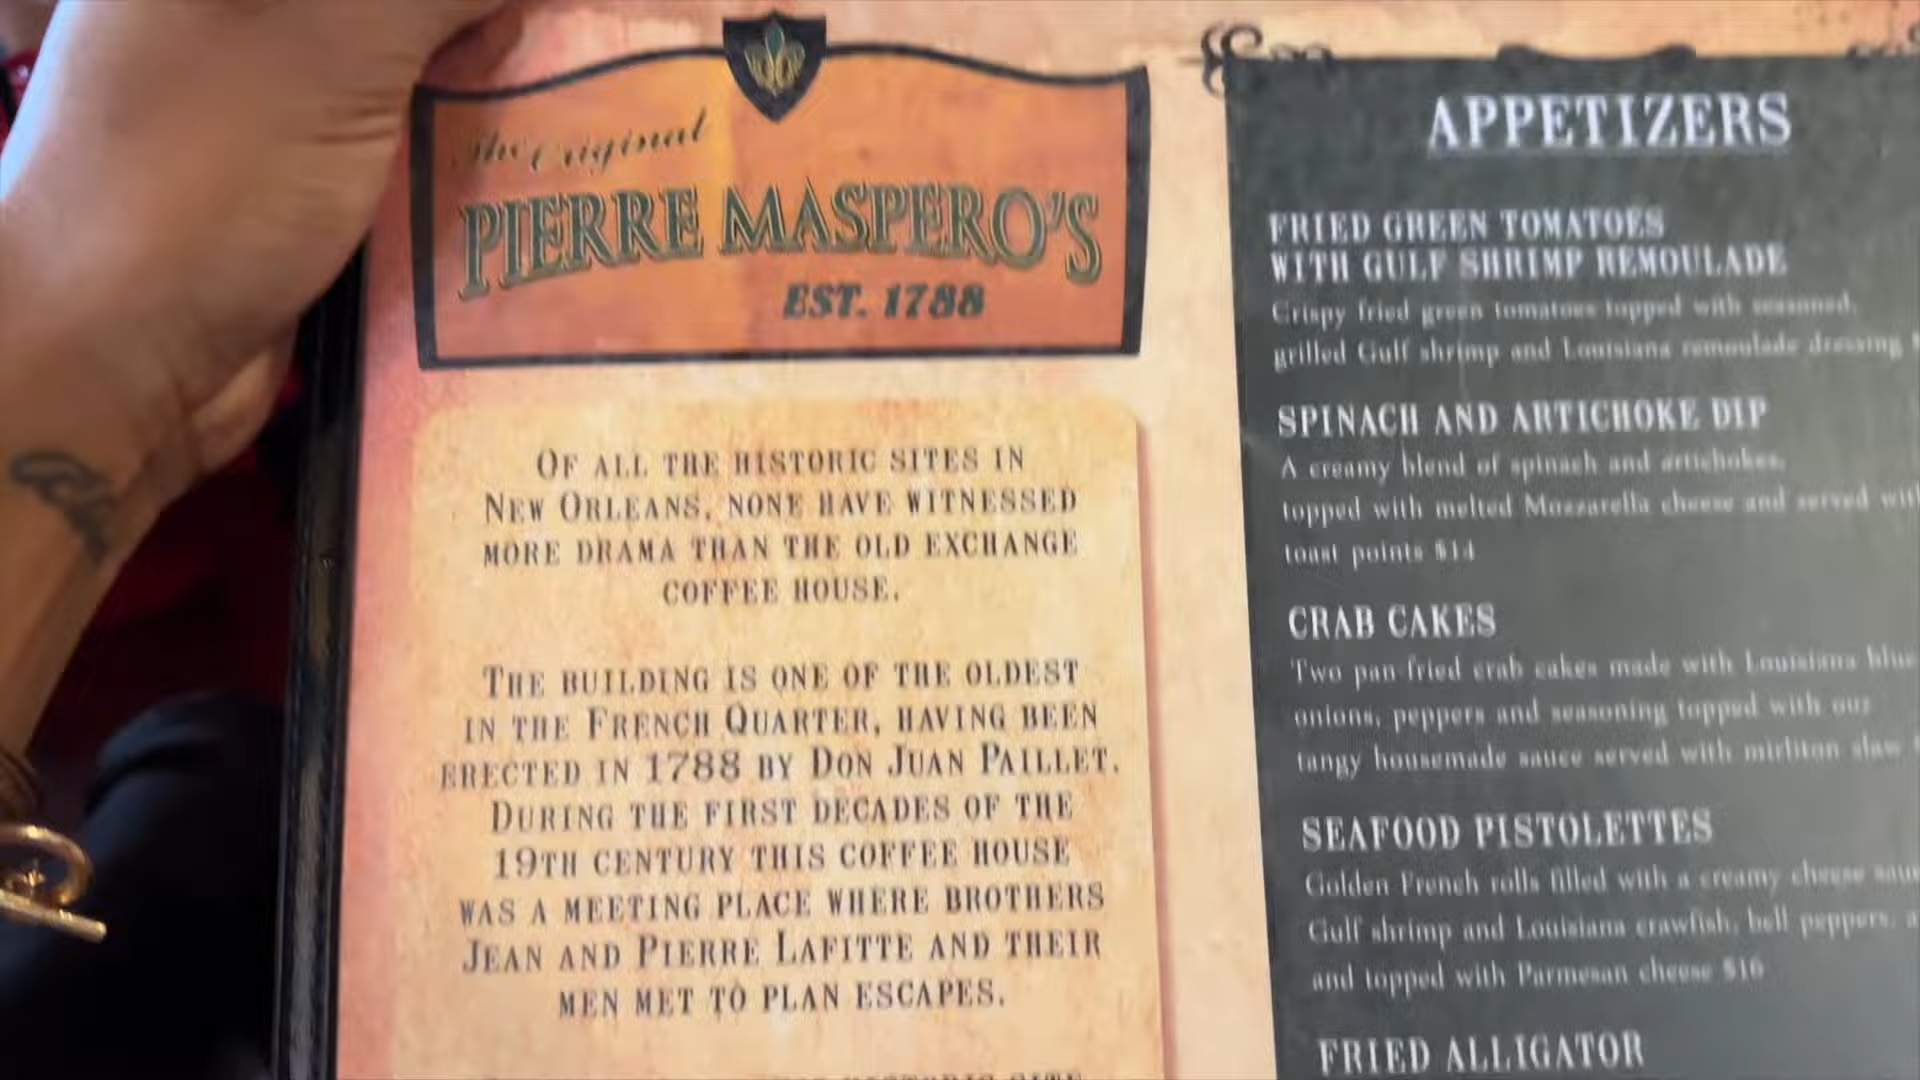 The Original
PIERRE MASPERO'S
EST. 1788
OF ALL THE HISTORIC SITES IN
NEW ORLEANS, NONE HAVE WITNESSED
MORE DRAMA THAN THE OLD EXCHANGE
COFFEE HOUSE.
THE BUILDING IS ONE OF THE OLDEST
IN THE FRENCH QUARTER, HAVING BEEN
ERECTED IN 1788 BY DON JUAN PAILLET.
DURING THE FIRST DECADES OF THE
19TH CENTURY THIS COFFEE HOUSE
WAS A MEETING PLACE WHERE BROTHERS
JEAN AND PIERRE LAFITTE AND THEIR
MEN MET TO PLAN ESCAPES.
HISTORIC SITE
APPETIZERS
FRIED GREEN TOMATOES
WITH GULF SHRIMP REMOULADE
Crispy fried green tomatoes topped with seasoned,
grilled Gulf shrimp and Louisiana remoulade dressing
SPINACH AND ARTICHOKE DIP
A creamy blend of spinach and artichokes,
topped with melted Mozzarella cheese and served with
toast points $14
CRAB CAKES
Two pan-fried crab cakes made with Louisiana blue
onions, peppers and seasoning topped with our
tangy housemade sauce served with mirliton slaw
SEAFOOD PISTOLETTES
Golden French rolls filled with a creamy cheese
Gulf shrimp and Louisiana crawfish, bell peppers,
and topped with Parmesan cheese $16
FRIED ALLIGATOR